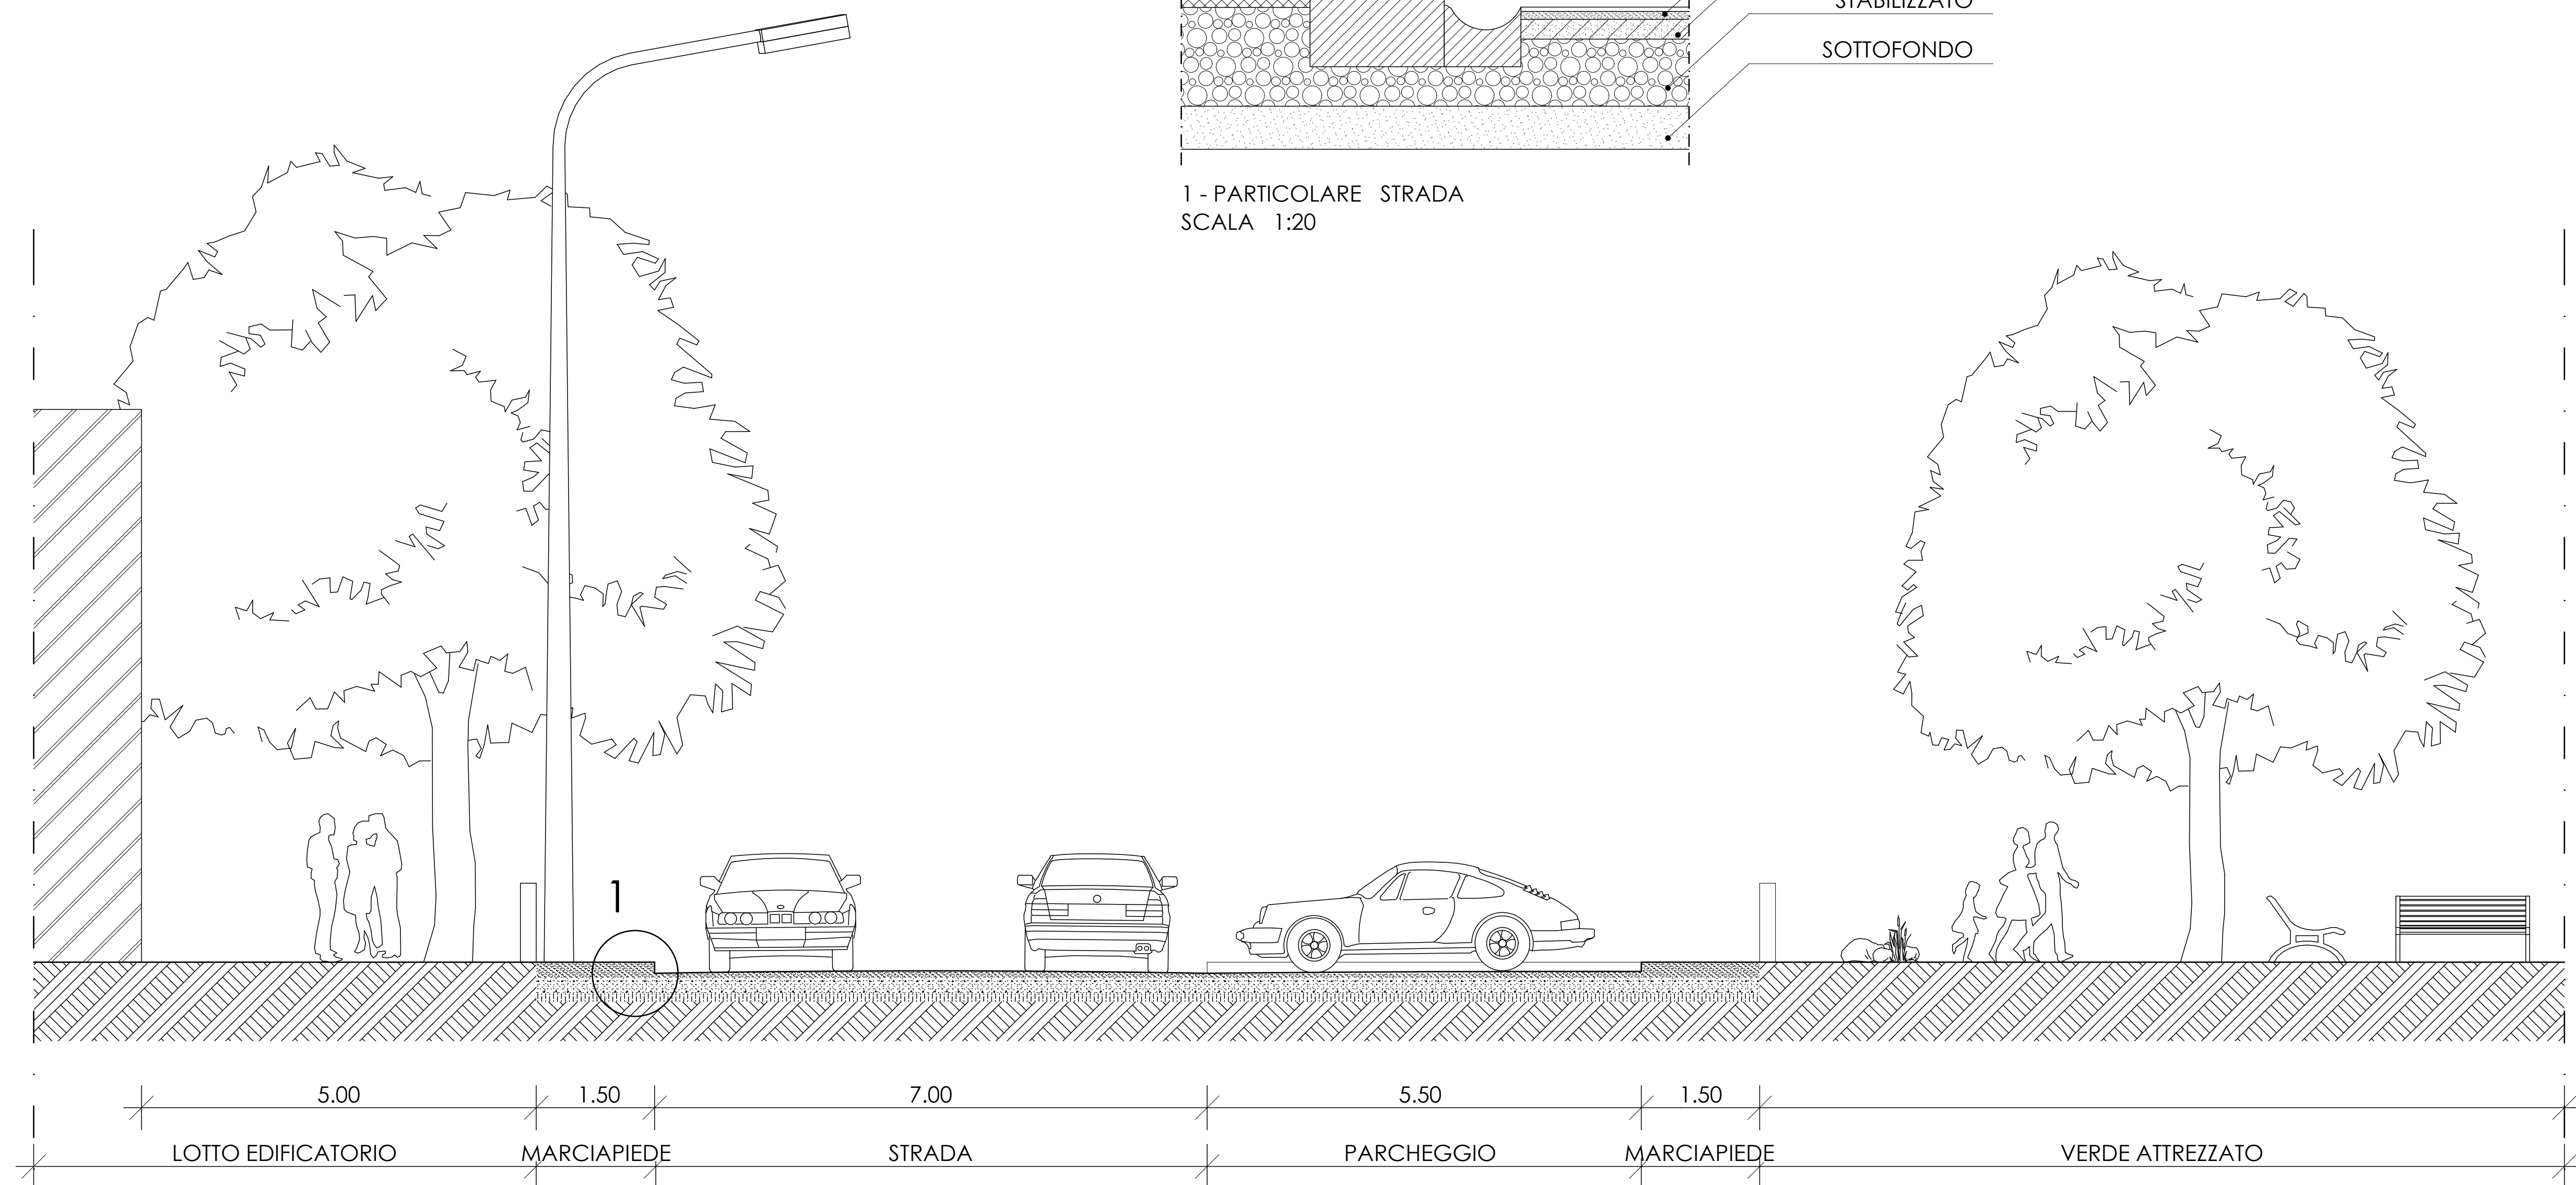 STABILIZZATO
SOTTOFONDO
1 - PARTICOLARE STRADA
SCALA 1:20
1
5.00 1.50 7.00 5.50 1.50
LOTTO EDIFICATORIO MARCIAPIEDE STRADA PARCHEGGIO MARCIAPIEDE VERDE ATTREZZATO